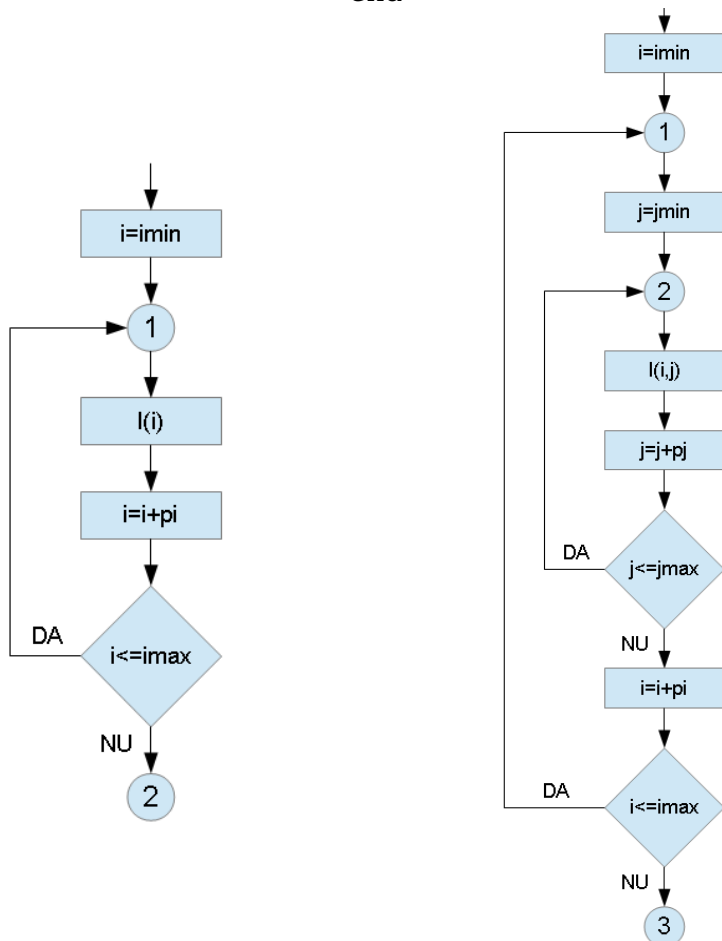 end
i=imin
1
I(i)
i=i+pi
i<=imax
DA
NU
2
i=imin
1
j=jmin
2
I(i,j)
j=j+pj
j<=jmax
DA
NU
i=i+pi
i<=imax
DA
NU
3